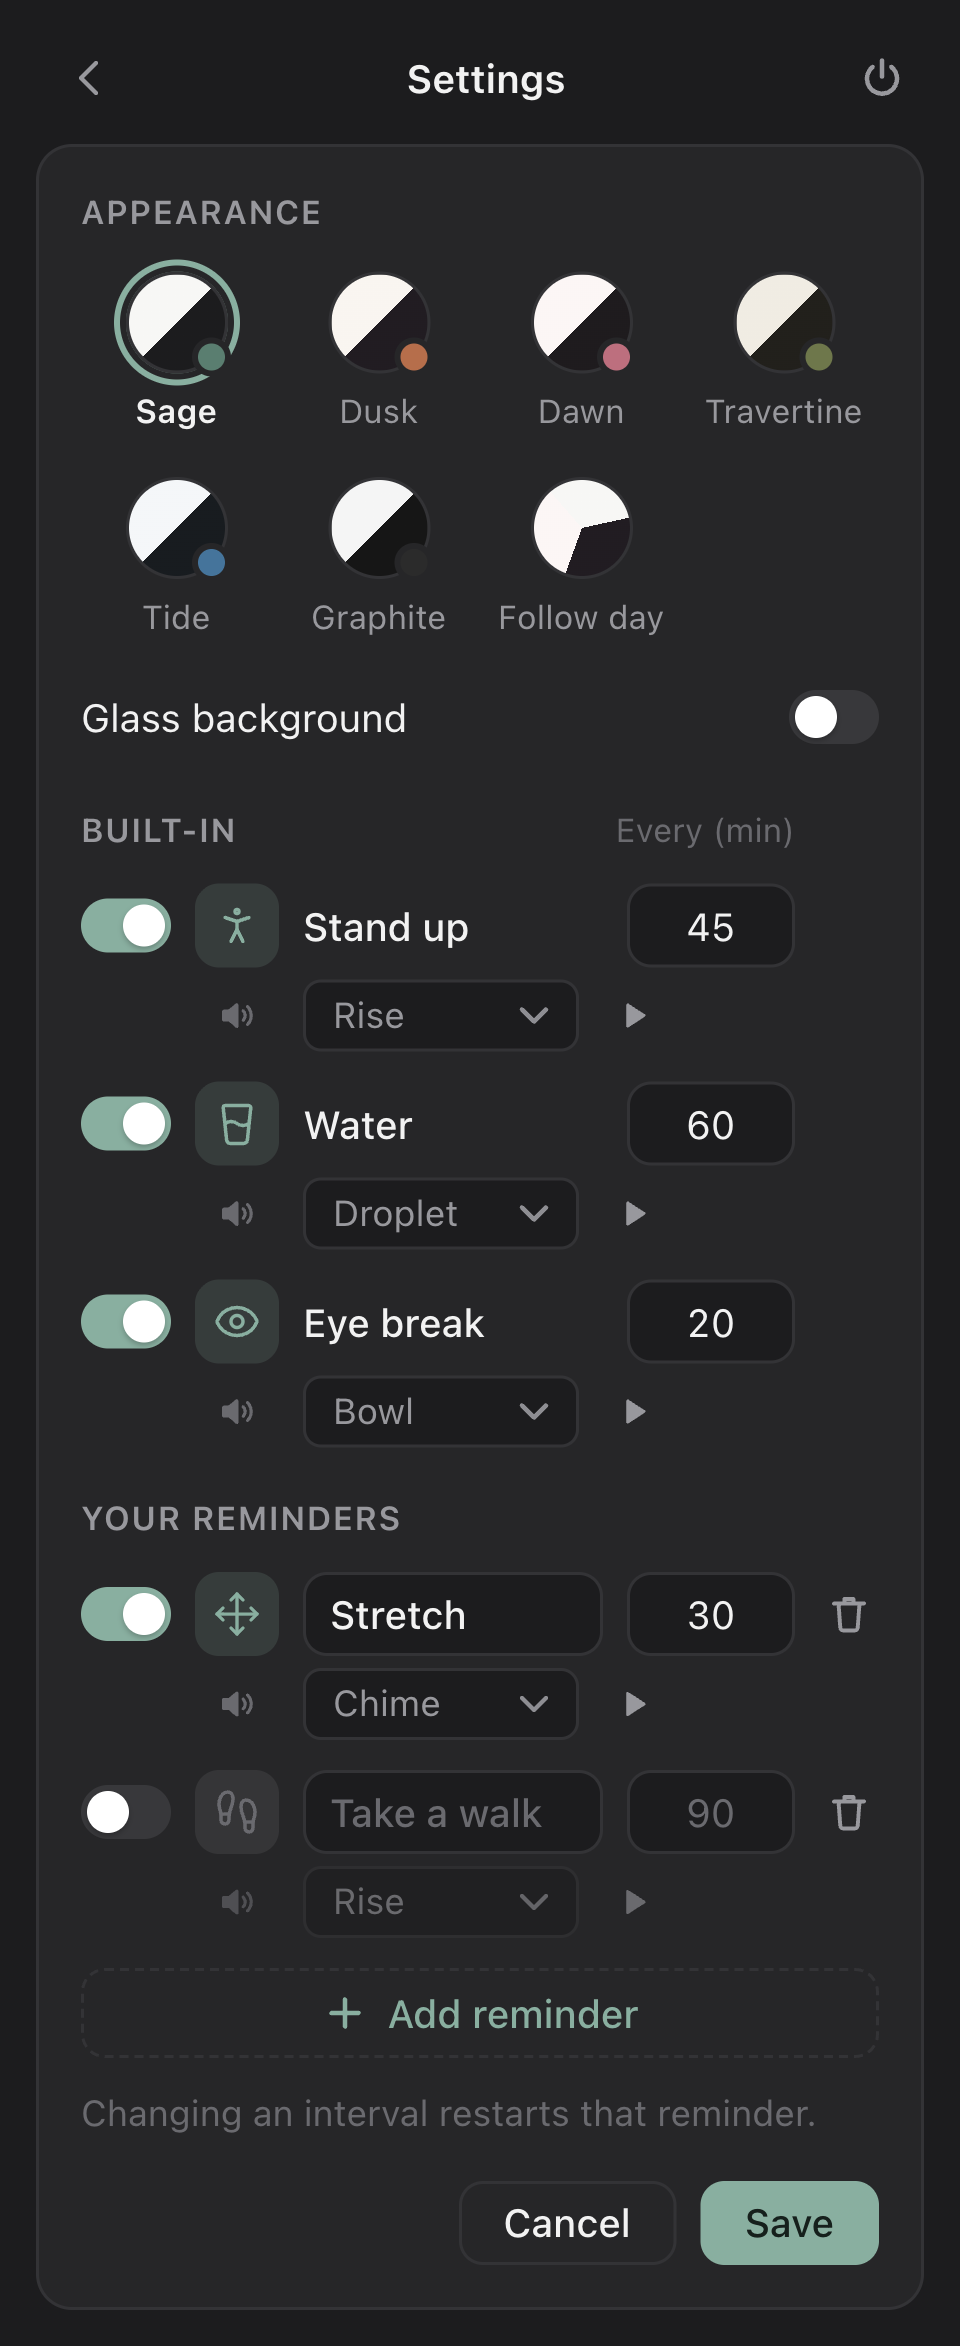 Settings
APPEARANCE
Sage Dusk Dawn Travertine
Tide Graphite Follow day
Glass background
BUILT-IN Every (min)
Stand up 45
Rise
Water 60
Droplet
Eye break 20
Bowl
YOUR REMINDERS
Stretch 30
Chime
Take a walk 90
Rise
+ Add reminder
Changing an interval restarts that reminder.
Cancel Save